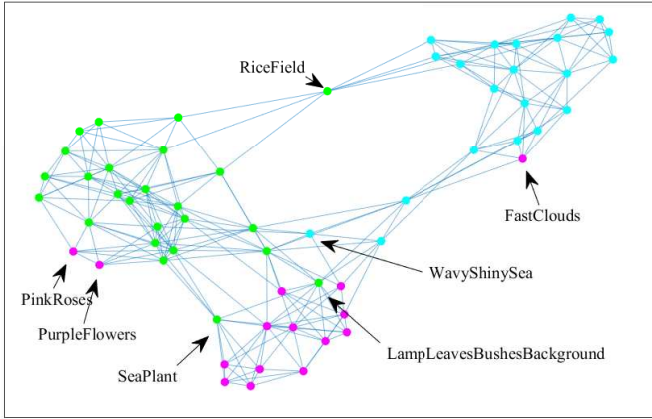 RiceField
FastClouds
WavyShinySea
PinkRoses
PurpleFlowers
LampLeavesBushesBackground
SeaPlant